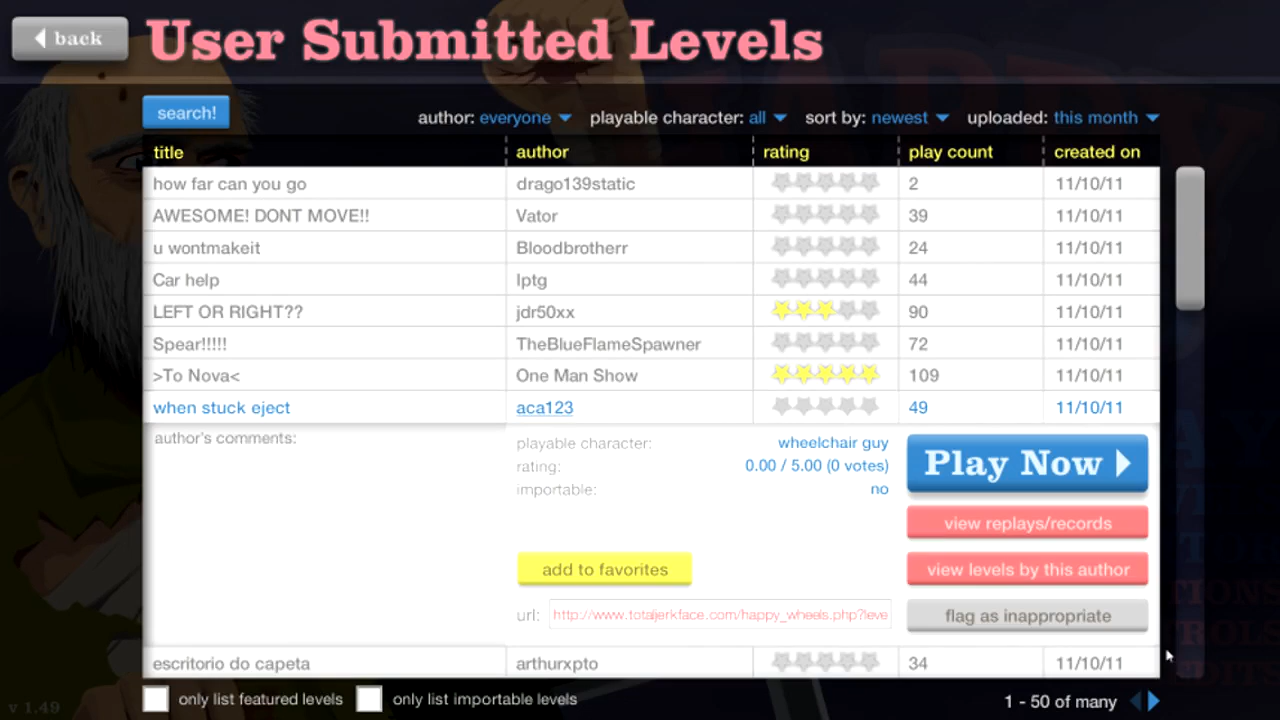 back
User Submitted Levels
search!
author: everyone playable character: all sort by: newest uploaded: this month
title author rating play count created on
how far can you go drago139static 2 11/10/11
AWESOME! DONT MOVE!! Vator 39 11/10/11
u wontmakeit Bloodbrotherr 24 11/10/11
Car help Iptg 44 11/10/11
LEFT OR RIGHT?? jdr50xx 90 11/10/11
Spear!!!!! TheBlueFlameSpawner 72 11/10/11
>To Nova< One Man Show 109 11/10/11
when stuck eject aca123 49 11/10/11
author's comments:
playable character: wheelchair guy
rating: 0.00 / 5.00 (0 votes)
importable: no
Play Now
view replays/records
add to favorites
view levels by this author
url: http://www.totaljerkface.com/happy_wheels.php?leve
flag as inappropriate
escritorio do capeta arthurxpto 34 11/10/11
only list featured levels only list importable levels
1 - 50 of many
v 1.49